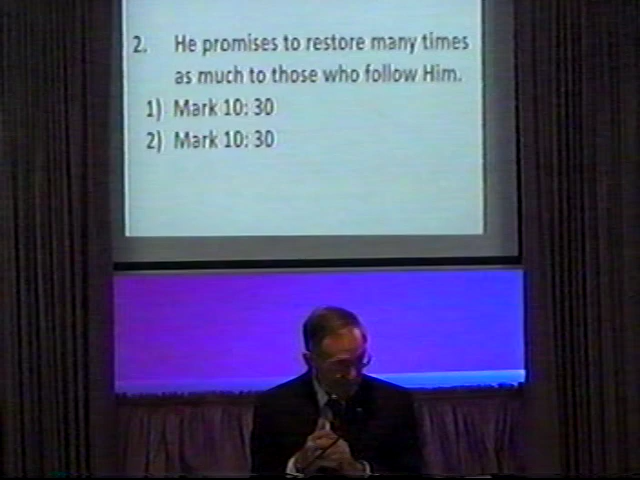 2. He promises to restore many times
as much to those who follow Him.
1) Mark 10: 30
2) Mark 10: 30